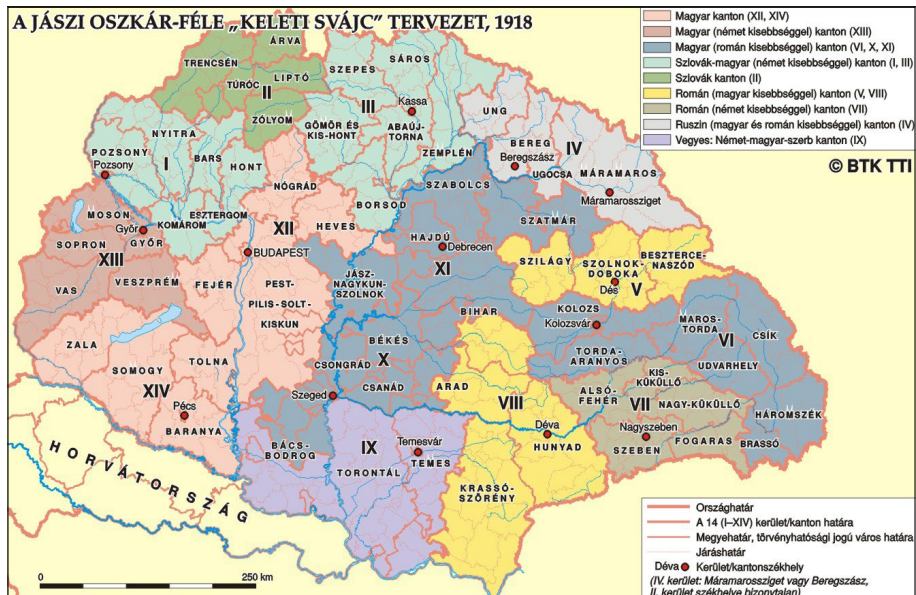 A JÁSZI OSZKÁR-FÉLE „KELETI SVÁJC” TERVEZET, 1918
Magyar kanton (XII, XIV)
Magyar (német kisebbséggel) kanton (XIII)
Magyar (román kisebbséggel) kanton (VI, X, XI)
Szlovák-magyar (német kisebbséggel) kanton (I, III)
Szlovák kanton (II)
Román (magyar kisebbséggel) kanton (V, VIII)
Román (német kisebbséggel) kanton (VII)
Ruszin (magyar és román kisebbséggel) kanton (IV)
Vegyes: Német-magyar-szerb kanton (IX)
© BTK TTI
ÁRVA
TRENCSÉN
LIPTÓ
TÚRÓC
II
ZÓLYOM
SZEPES
SÁROS
III
Kassa
GÖMÖR ÉS
KIS-HONT
ABAÚJ-
TORNA
ZEMPLÉN
BORSOD
UNG
BEREG
IV
Beregszász
UGOCSA
MÁRAMAROS
Máramarossziget
NYITRA
POZSONY
Pozsony
I
BARS
HONT
ESZTERGOM
KOMÁROM
NÓGRÁD
XII
HEVES
MOSON
Győr
GYŐR
SOPRON
XIII
VAS
VESZPRÉM
BUDAPEST
FEJÉR
PEST-
PILIS-SOLT-
KISKUN
JÁSZ-
NAGYKUN-
SZOLNOK
SZABOLCS
SZATMÁR
HAJDÚ
Debrecen
XI
BIHAR
SZILÁGY
SZOLNOK-
DOBOKA
Dés
V
BESZTERCE-
NASZÓD
KOLOZS
Kolozsvár
MAROS-
TORDA
VI
CSÍK
UDVARHELY
TORDA-
ARANYOS
HÁROMSZÉK
ZALA
SOMOGY
TOLNA
XIV
Pécs
BARANYA
BÉKÉS
X
CSONGRÁD
CSANÁD
Szeged
BÁCS-
BODROG
ARAD
VIII
Déva
HUNYAD
KRASSÓ-
SZÖRÉNY
IX
Temesvár
TORONTÁL
TEMES
ALSÓ-
FEHÉR
KIS-
KÜKÜLLŐ
VII
NAGY-KÜKÜLLŐ
Nagyszeben
SZEBEN
FOGARAS
BRASSÓ
HORVÁTORSZÁG
0 250 km
Országhatár
A 14 (I–XIV) kerület/kanton határa
Megyehatár, törvényhatósági jogú város határa
Járáshatár
Déva Kerület/kantonszékhely
(IV. kerület: Máramarossziget vagy Beregszász,
II. kerület székhelye bizonytalan)